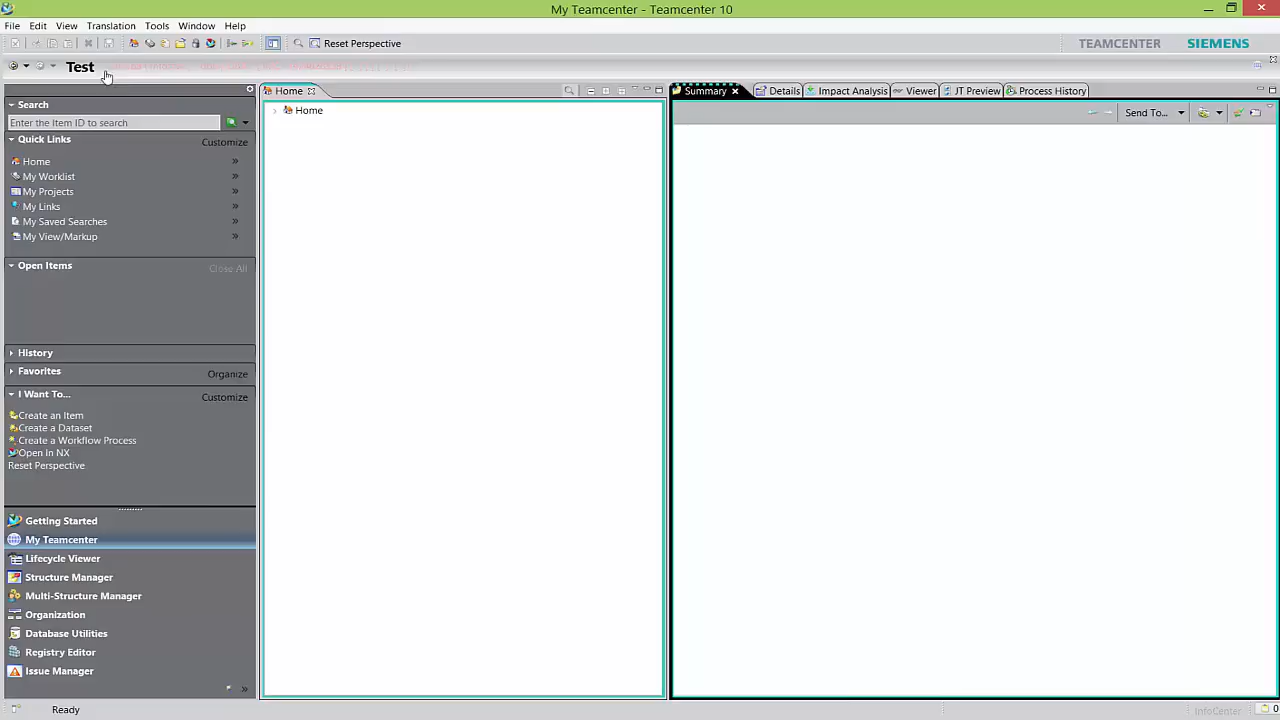 My Teamcenter - Teamcenter 10
File Edit View Translation Tools Window Help
Reset Perspective TEAMCENTER SIEMENS
Test
Search
Enter the Item ID to search
Quick Links Customize
Home
My Worklist
My Projects
My Links
My Saved Searches
My View/Markup
Open Items Close All
History
Favorites Organize
I Want To... Customize
Create an Item
Create a Dataset
Create a Workflow Process
Open in NX
Reset Perspective
Getting Started
My Teamcenter
Lifecycle Viewer
Structure Manager
Multi-Structure Manager
Organization
Database Utilities
Registry Editor
Issue Manager
Home
Home
Summary Details Impact Analysis Viewer JT Preview Process History
Send To...
Ready InfoCenter 0